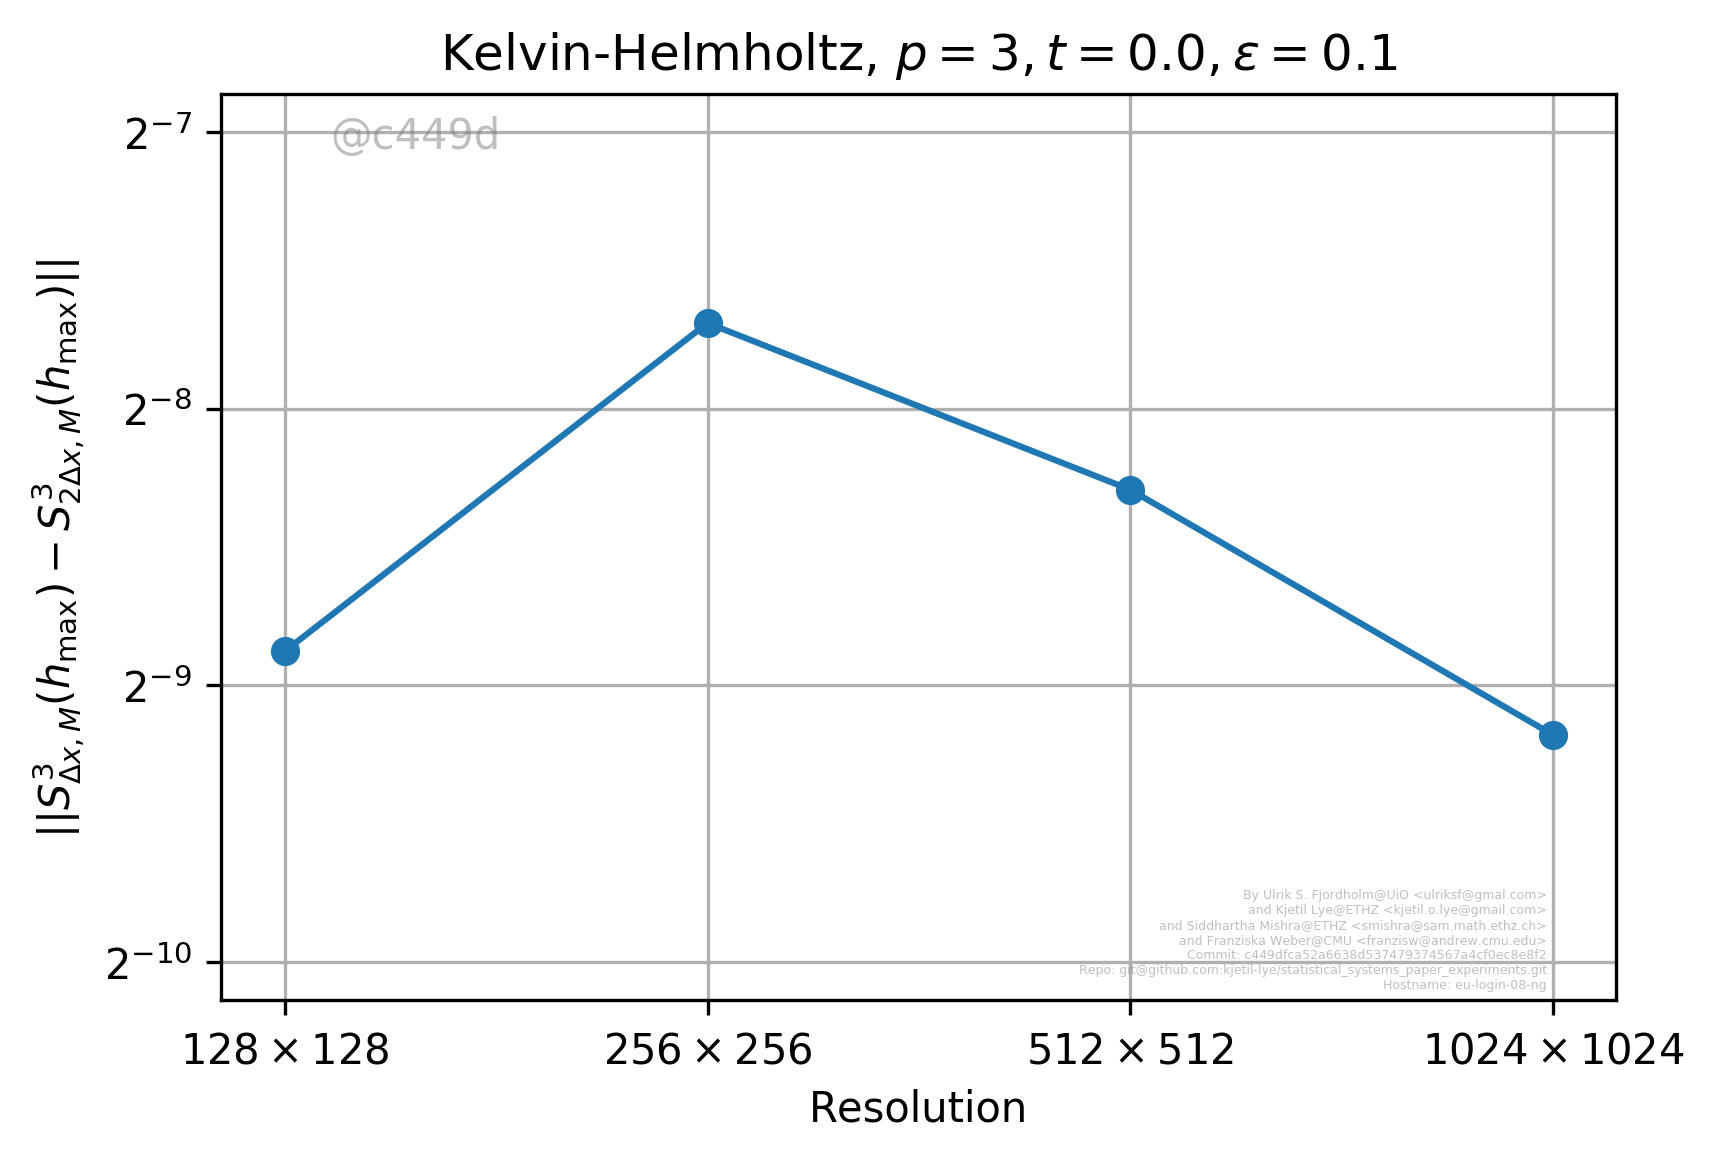 Kelvin-Helmholtz, p = 3, t = 0.0, ε = 0.1
@c449d
2⁻⁷
2⁻⁸
2⁻⁹
2⁻¹⁰
||S³_{Δx, M}(h_max) − S³_{2Δx, M}(h_max)||
By Ulrik S. Fjordholm@UiO <ulriksf@gmal.com>
and Kjetil Lye@ETHZ <kjetil.o.lye@gmail.com>
and Siddhartha Mishra@ETHZ <smishra@sam.math.ethz.ch>
and Franziska Weber@CMU <franzisw@andrew.cmu.edu>
Commit: c449dfca52a6638d537479374567a4cf0ec8e8f2
Repo: git@github.com:kjetil-lye/statistical_systems_paper_experiments.git
Hostname: eu-login-08-ng
128 × 128
256 × 256
512 × 512
1024 × 1024
Resolution